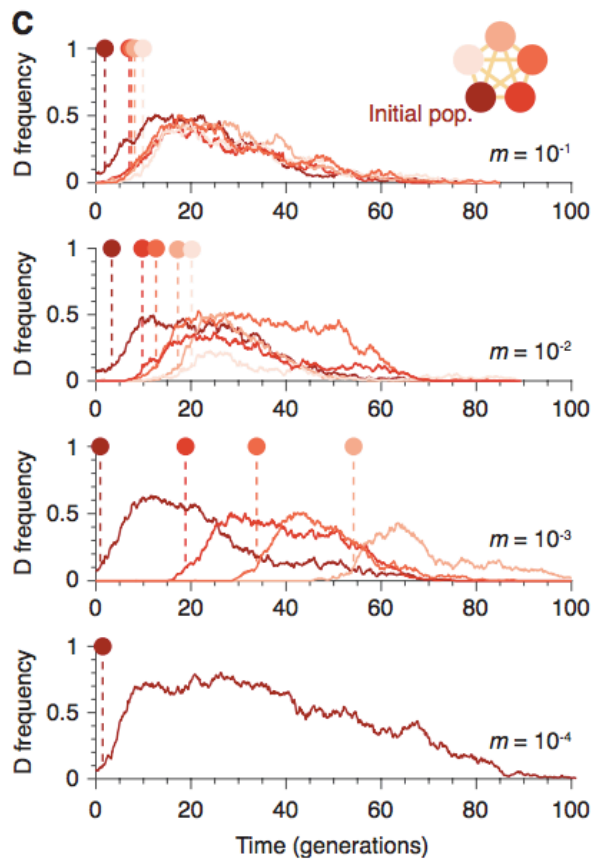 C
Initial pop.
D frequency
1
0.5
0
m = 10⁻¹
0 20 40 60 80 100
D frequency
1
0.5
0
m = 10⁻²
0 20 40 60 80 100
D frequency
1
0.5
0
m = 10⁻³
0 20 40 60 80 100
D frequency
1
0.5
0
m = 10⁻⁴
0 20 40 60 80 100
Time (generations)